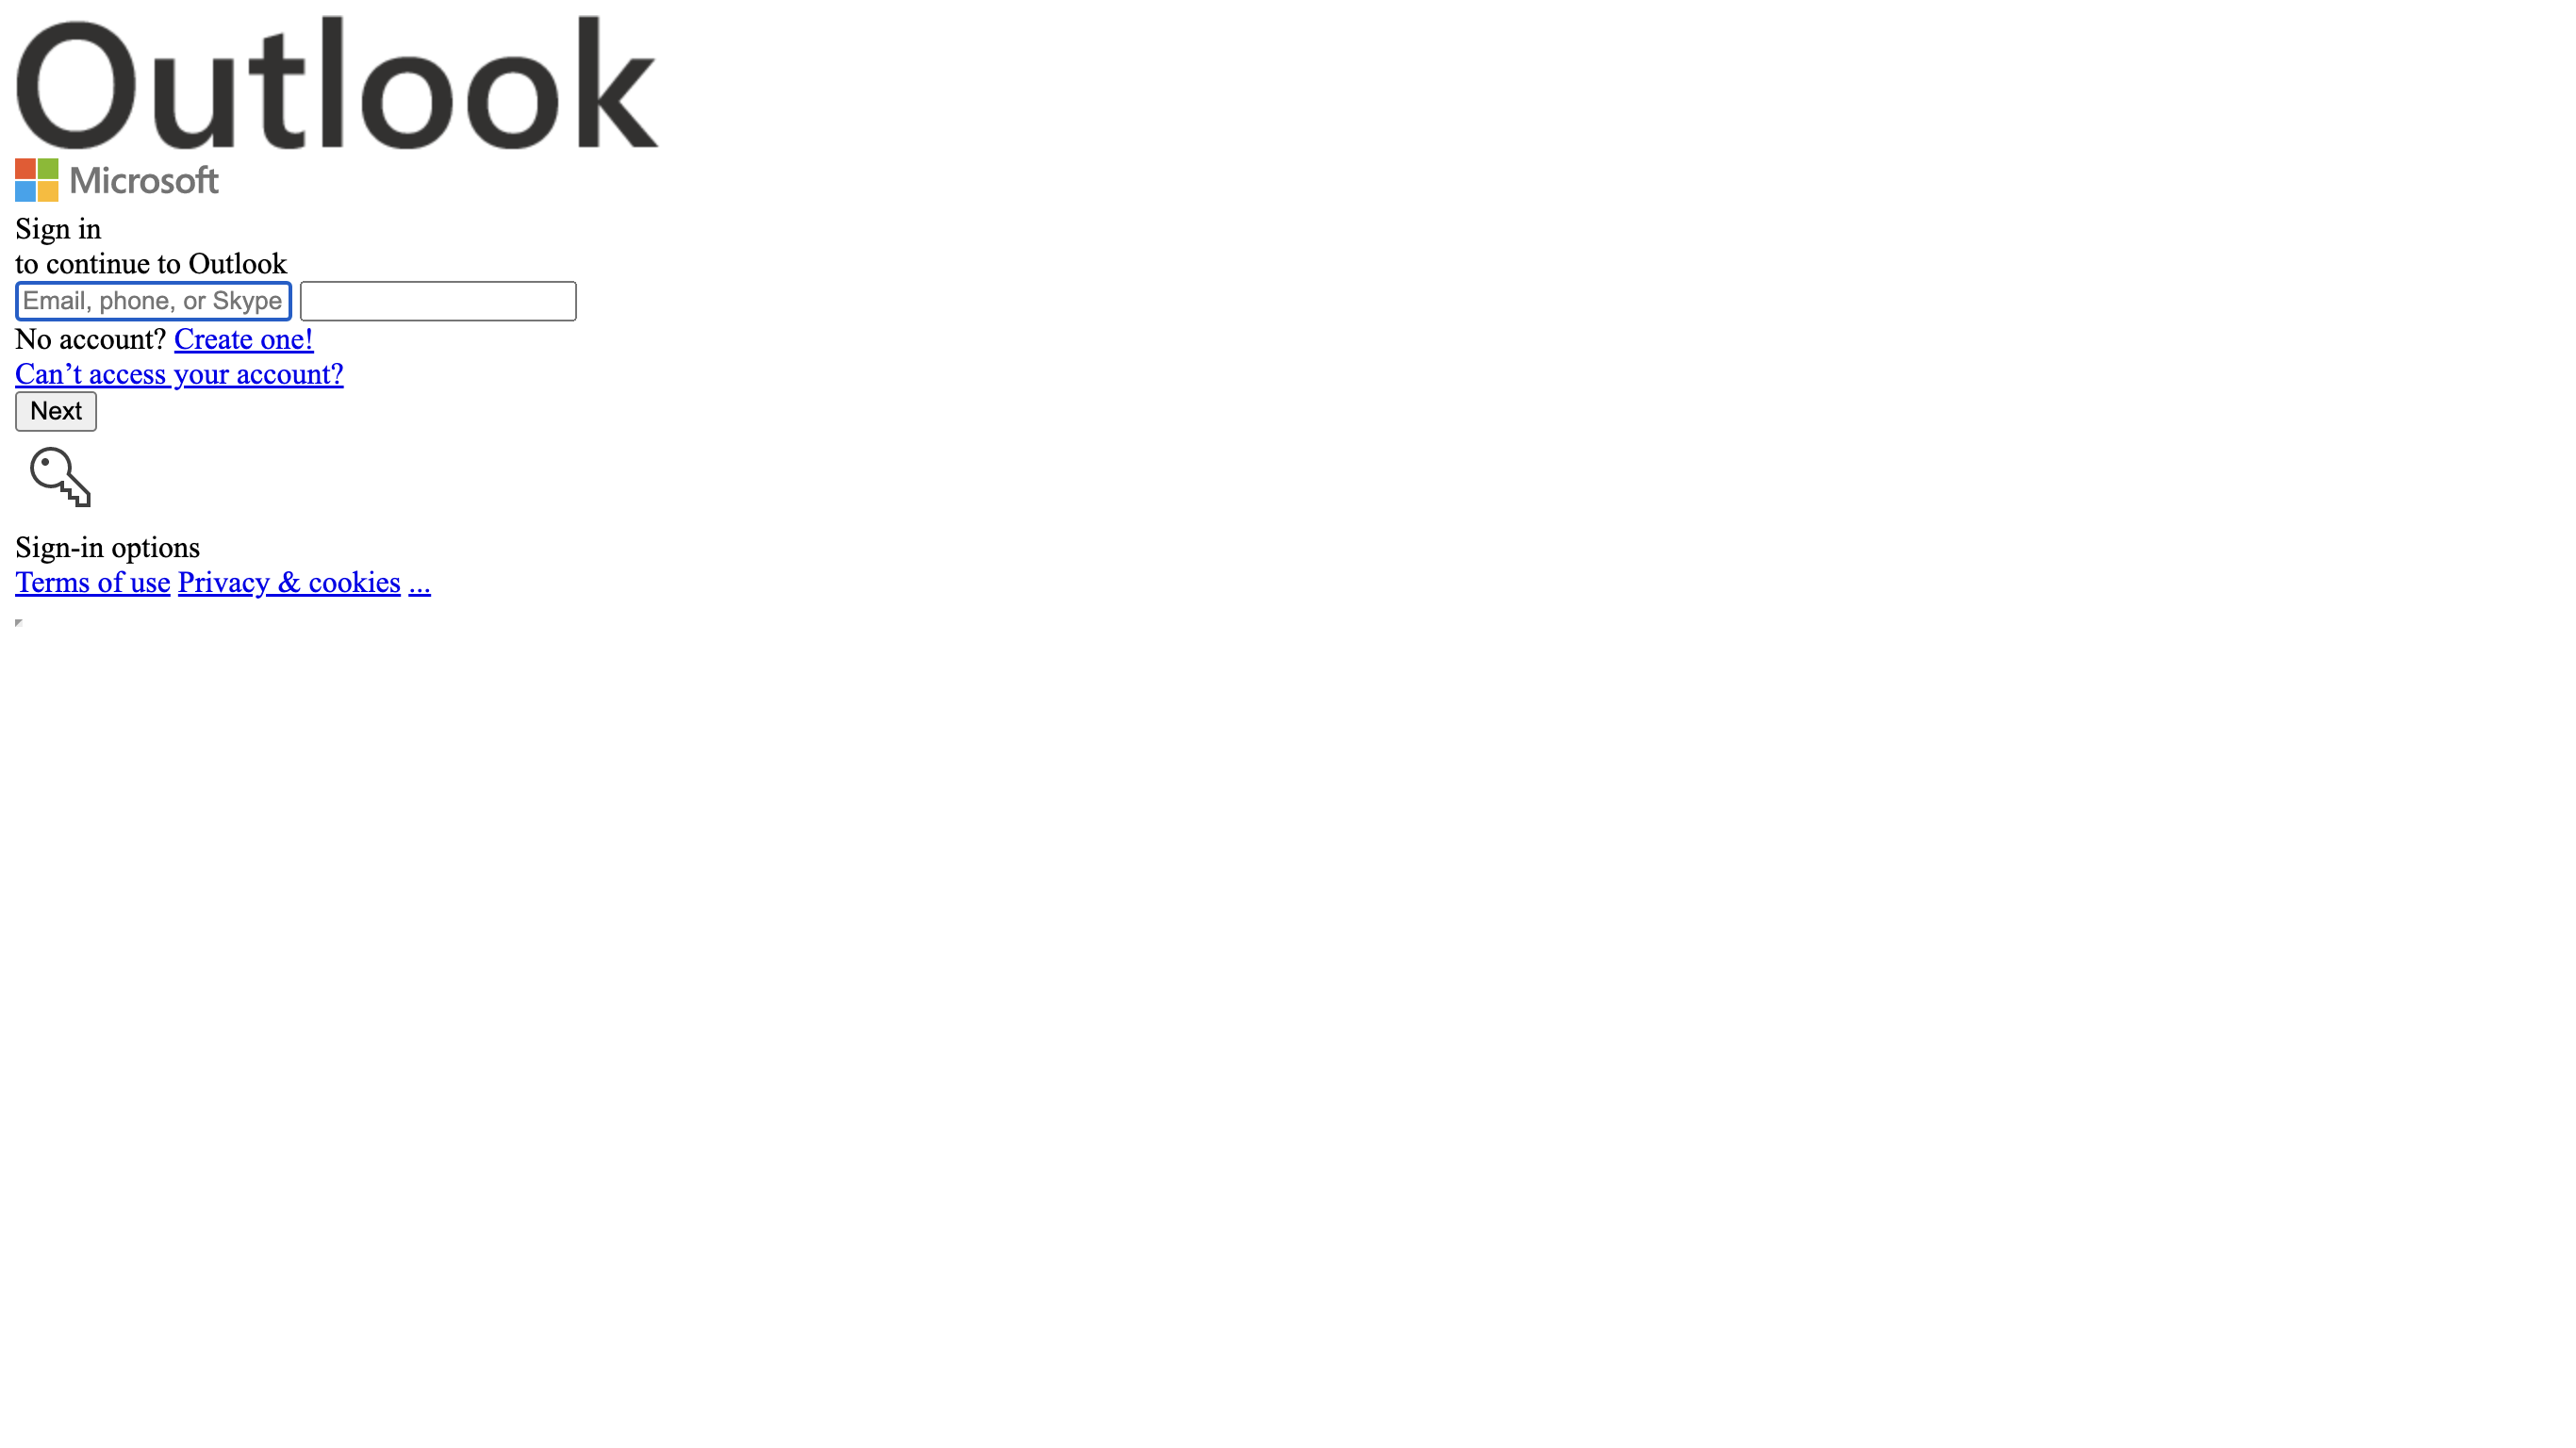 Outlook
Microsoft
Sign in
to continue to Outlook
Email, phone, or Skype
No account? Create one!
Can’t access your account?
Next
Sign-in options
Terms of use Privacy & cookies ...